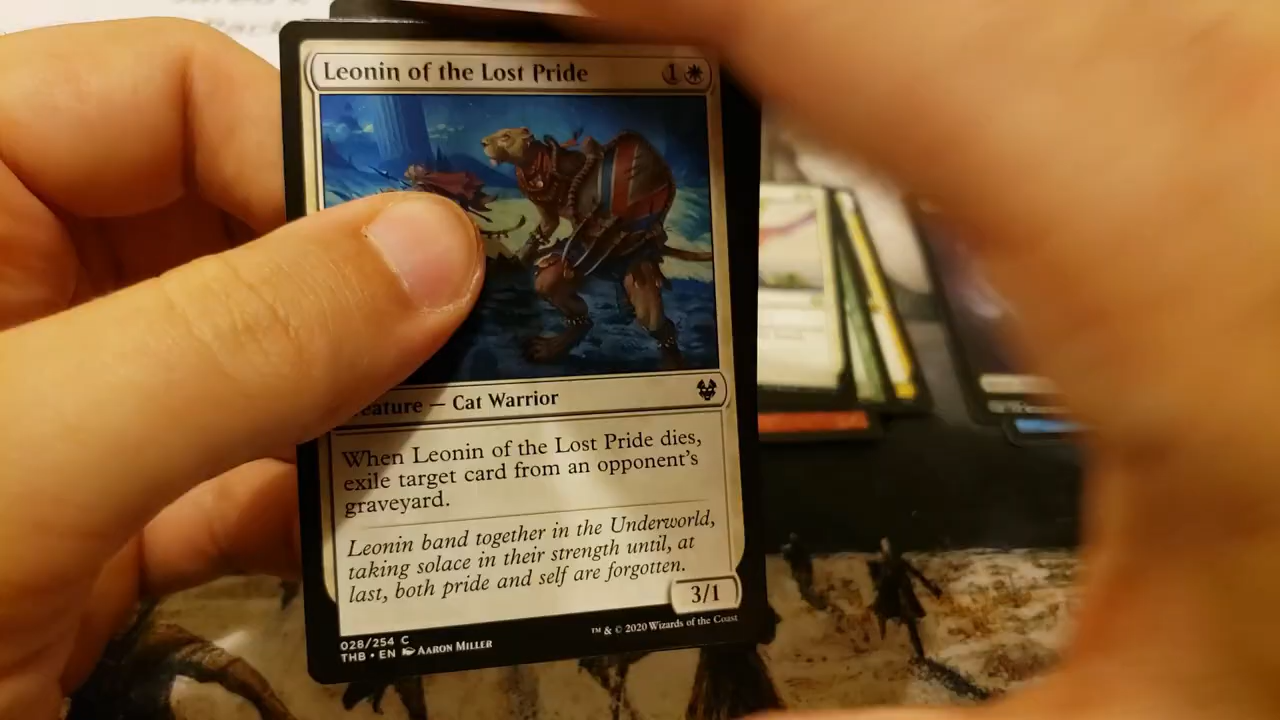 Leonin of the Lost Pride 1
eature — Cat Warrior
When Leonin of the Lost Pride dies,
exile target card from an opponent's
graveyard.
Leonin band together in the Underworld,
taking solace in their strength until, at
last, both pride and self are forgotten.
3/1
028/254 C
THB • EN AARON MILLER
™ & © 2020 Wizards of the Coast